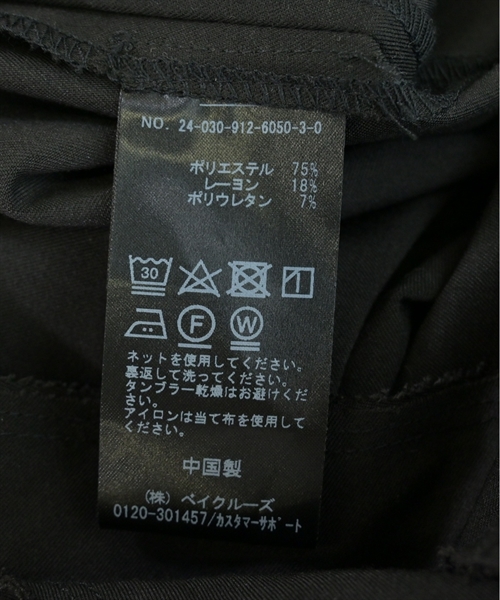 NO. 24-030-912-6050-3-0
ポリエステル 75%
レーヨン 18%
ポリウレタン 7%
30
F W
ネットを使用してください。
裏返して洗ってください。
タンブラー乾燥はお避けくだ
さい。
アイロンは当て布を使用して
ください。
中国製
(株) ベイクルーズ
0120-301457/カスタマーサポート